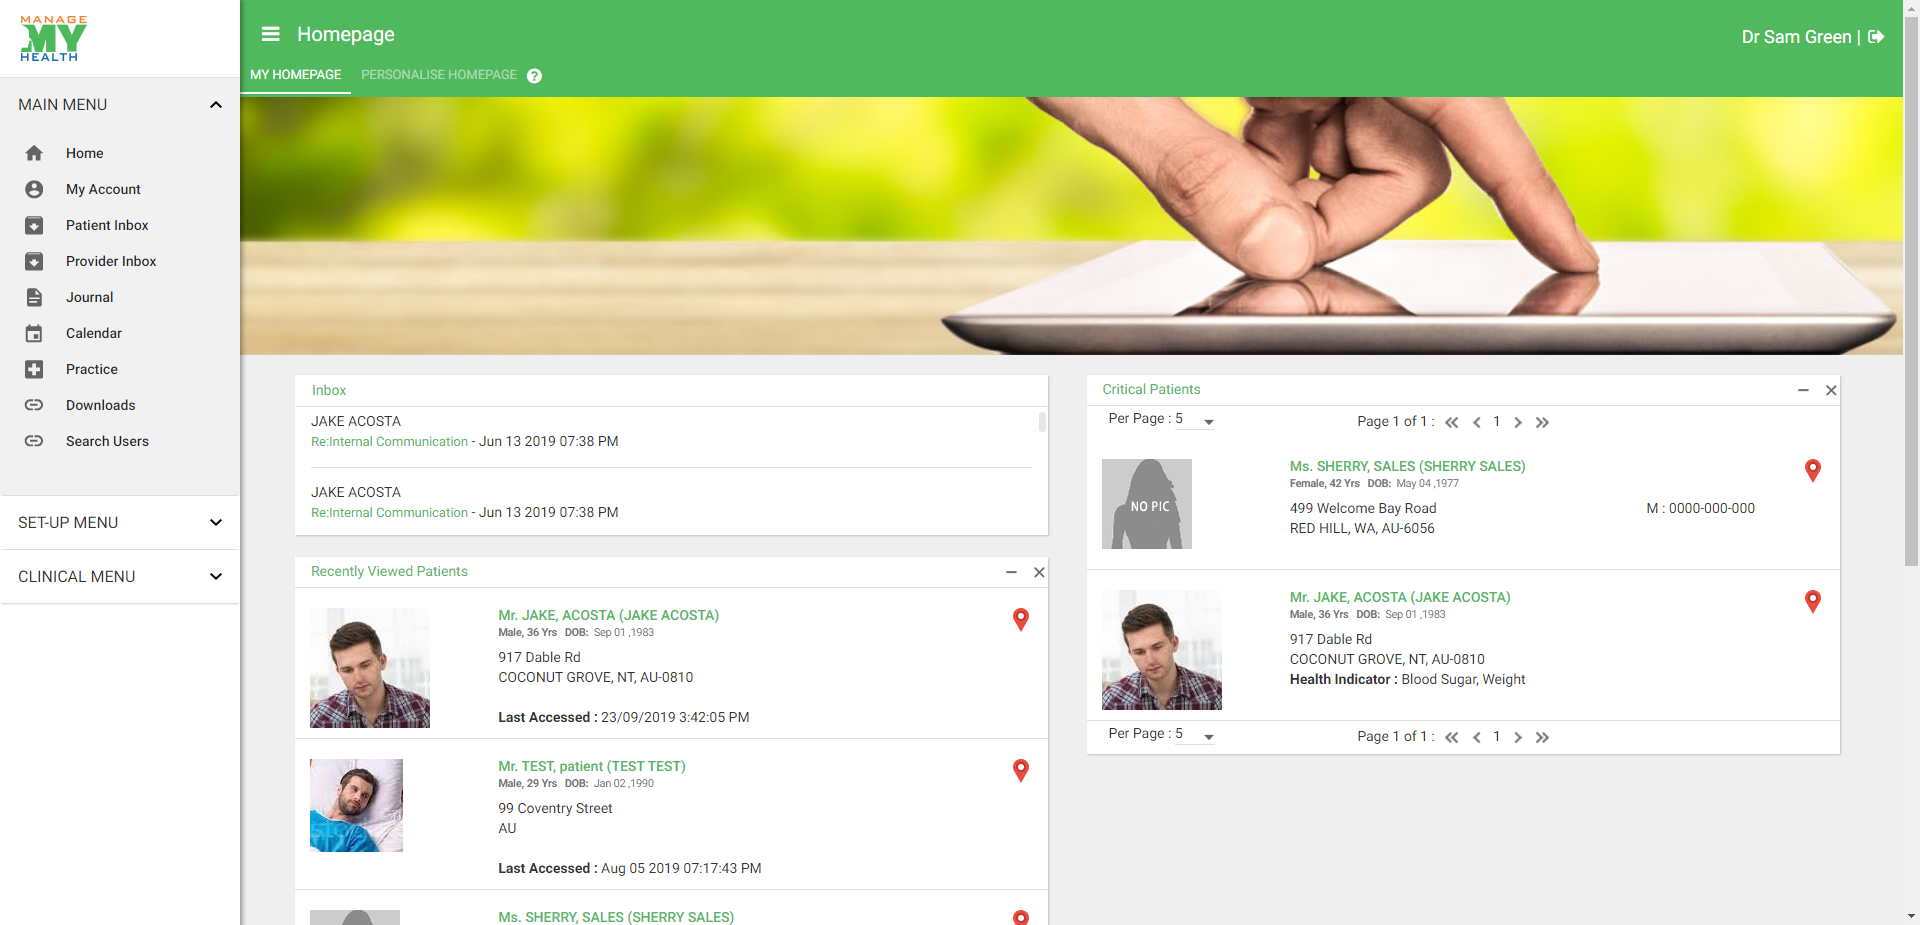 MANAGE
MY
HEALTH
Homepage
Dr Sam Green |
MY HOMEPAGE
PERSONALISE HOMEPAGE
?
MAIN MENU
Home
My Account
Patient Inbox
Provider Inbox
Journal
Calendar
Practice
Downloads
Search Users
SET-UP MENU
CLINICAL MENU
Inbox
JAKE ACOSTA
Re:Internal Communication - Jun 13 2019 07:38 PM
JAKE ACOSTA
Re:Internal Communication - Jun 13 2019 07:38 PM
Recently Viewed Patients
Mr. JAKE, ACOSTA (JAKE ACOSTA)
Male, 36 Yrs DOB: Sep 01 ,1983
917 Dable Rd
COCONUT GROVE, NT, AU-0810
Last Accessed : 23/09/2019 3:42:05 PM
Mr. TEST, patient (TEST TEST)
Male, 29 Yrs DOB: Jan 02 ,1990
99 Coventry Street
AU
Last Accessed : Aug 05 2019 07:17:43 PM
Ms. SHERRY, SALES (SHERRY SALES)
Critical Patients
Per Page : 5
Page 1 of 1 : 1
NO PIC
Ms. SHERRY, SALES (SHERRY SALES)
Female, 42 Yrs DOB: May 04 ,1977
499 Welcome Bay Road
M : 0000-000-000
RED HILL, WA, AU-6056
Mr. JAKE, ACOSTA (JAKE ACOSTA)
Male, 36 Yrs DOB: Sep 01 ,1983
917 Dable Rd
COCONUT GROVE, NT, AU-0810
Health Indicator : Blood Sugar, Weight
Per Page : 5
Page 1 of 1 : 1